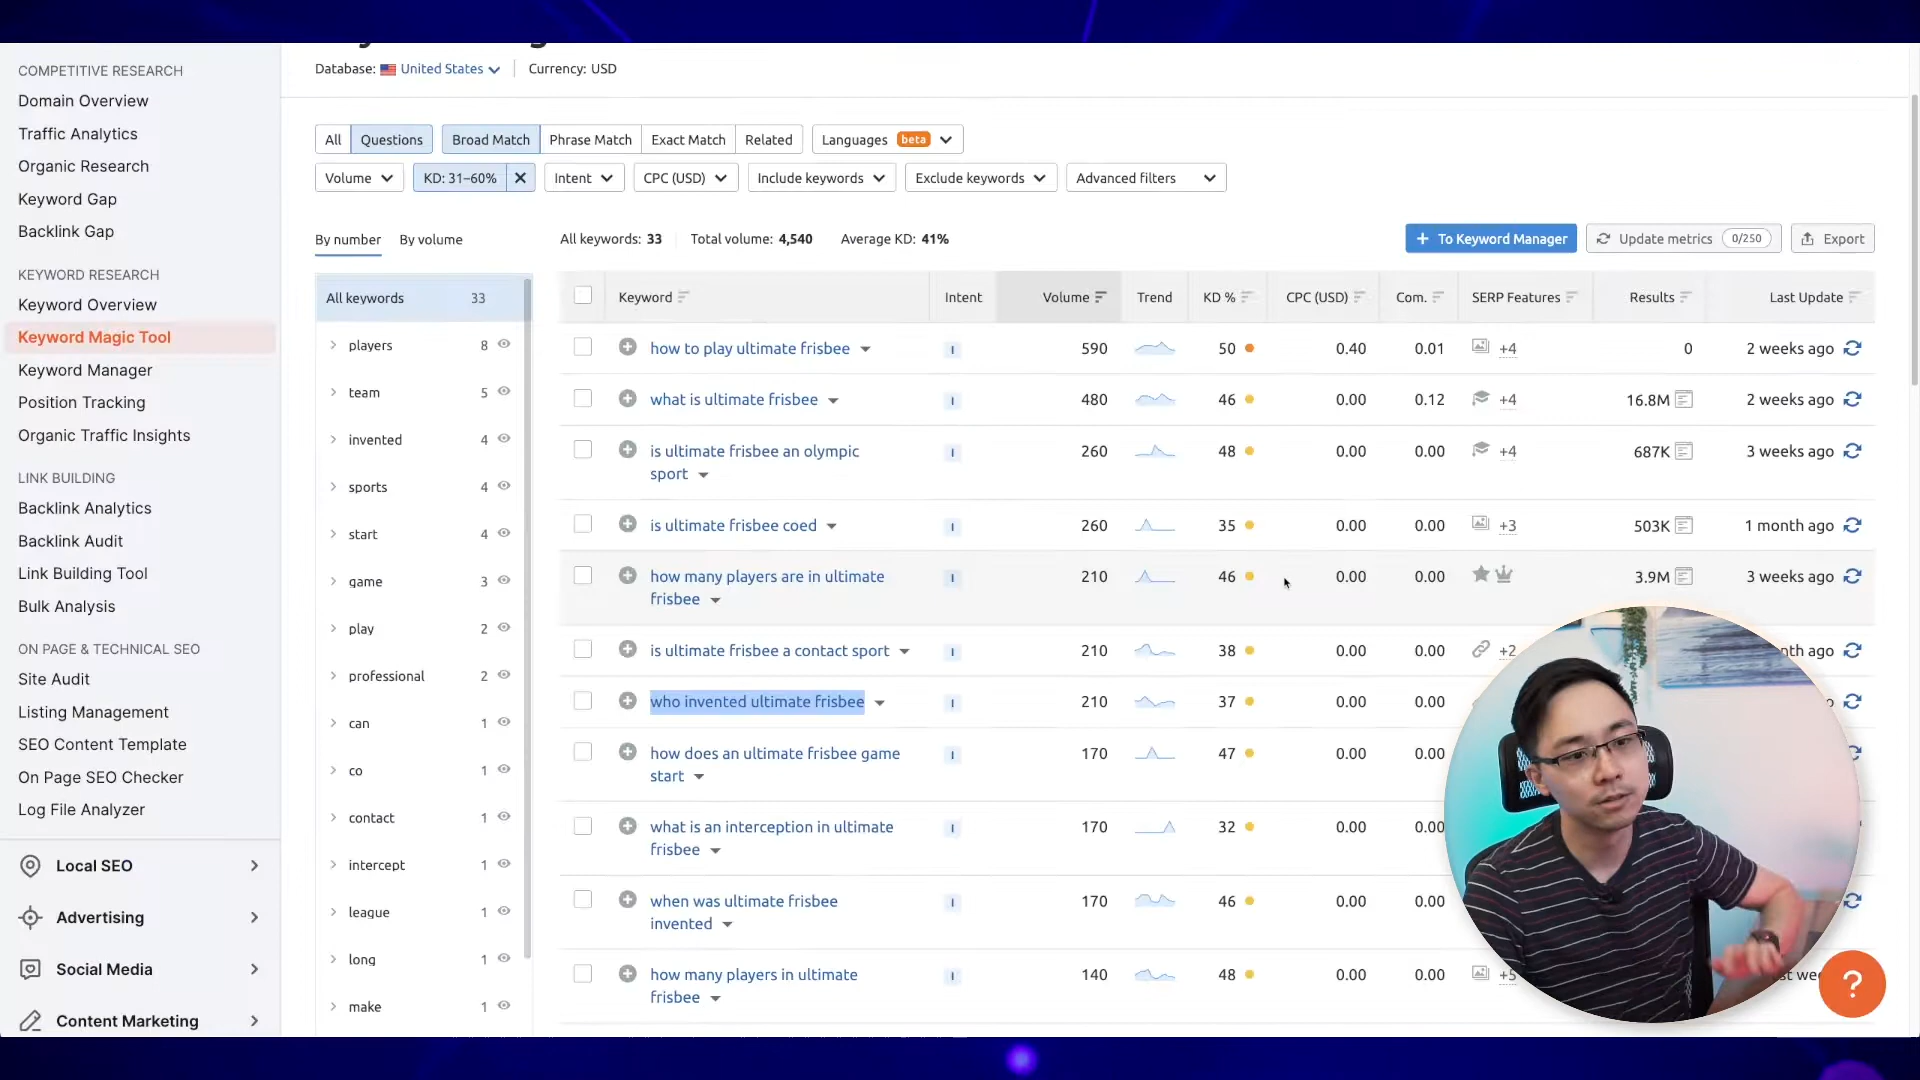 COMPETITIVE RESEARCH
Domain Overview
Traffic Analytics
Organic Research
Keyword Gap
Backlink Gap
KEYWORD RESEARCH
Keyword Overview
Keyword Magic Tool
Keyword Manager
Position Tracking
Organic Traffic Insights
LINK BUILDING
Backlink Analytics
Backlink Audit
Link Building Tool
Bulk Analysis
ON PAGE & TECHNICAL SEO
Site Audit
Listing Management
SEO Content Template
On Page SEO Checker
Log File Analyzer
Local SEO
Advertising
Social Media
Content Marketing
Database: United States Currency: USD
All Questions Broad Match Phrase Match Exact Match Related Languages beta
Volume KD: 31–60% Intent CPC (USD) Include keywords Exclude keywords Advanced filters
By number By volume
All keywords 33
players 8
team 5
invented 4
sports 4
start 4
game 3
play 2
professional 2
can 1
co 1
contact 1
intercept 1
league 1
long 1
make 1
All keywords: 33 Total volume: 4,540 Average KD: 41%
+ To Keyword Manager Update metrics 0/250 Export
Keyword Intent Volume Trend KD % CPC (USD) Com. SERP Features Results Last Update
how to play ultimate frisbee I 590 50 0.40 0.01 +4 0 2 weeks ago
what is ultimate frisbee I 480 46 0.00 0.12 +4 16.8M 2 weeks ago
is ultimate frisbee an olympic
sport I 260 48 0.00 0.00 +4 687K 3 weeks ago
is ultimate frisbee coed I 260 35 0.00 0.00 +3 503K 1 month ago
how many players are in ultimate
frisbee I 210 46 0.00 0.00 3.9M 3 weeks ago
is ultimate frisbee a contact sport I 210 38 0.00 0.00 +2 ago
who invented ultimate frisbee I 210 37 0.00 0.00
how does an ultimate frisbee game
start I 170 47 0.00 0.00
what is an interception in ultimate
frisbee I 170 32 0.00 0.00
when was ultimate frisbee
invented I 170 46 0.00 0.00
how many players in ultimate
frisbee I 140 48 0.00 0.00 +5
?